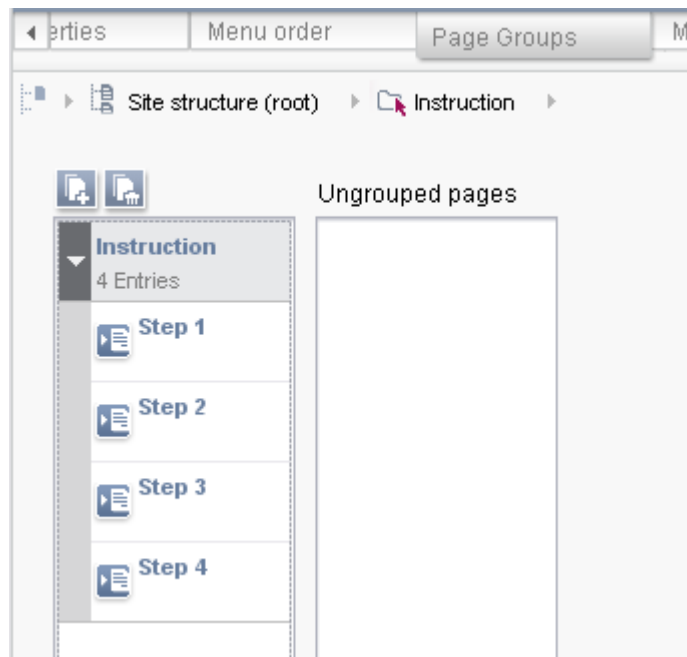 erties
Menu order
Page Groups
M
Site structure (root)
Instruction
Ungrouped pages
Instruction
4 Entries
Step 1
Step 2
Step 3
Step 4